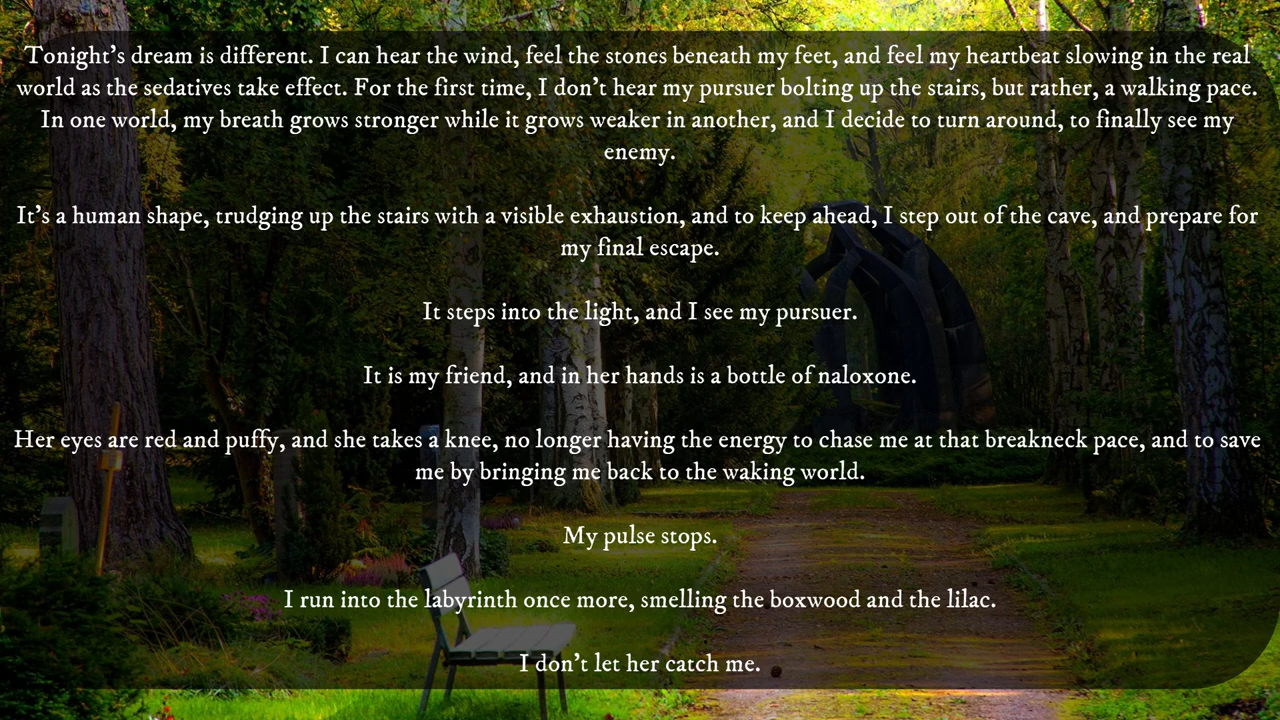 Tonight's dream is different. I can hear the wind, feel the stones beneath my feet, and feel my heartbeat slowing in the real
world as the sedatives take effect. For the first time, I don't hear my pursuer bolting up the stairs, but rather, a walking pace.
In one world, my breath grows stronger while it grows weaker in another, and I decide to turn around, to finally see my
enemy.
It's a human shape, trudging up the stairs with a visible exhaustion, and to keep ahead, I step out of the cave, and prepare for
my final escape.
It steps into the light, and I see my pursuer.
It is my friend, and in her hands is a bottle of naloxone.
Her eyes are red and puffy, and she takes a knee, no longer having the energy to chase me at that breakneck pace, and to save
me by bringing me back to the waking world.
My pulse stops.
I run into the labyrinth once more, smelling the boxwood and the lilac.
I don't let her catch me.